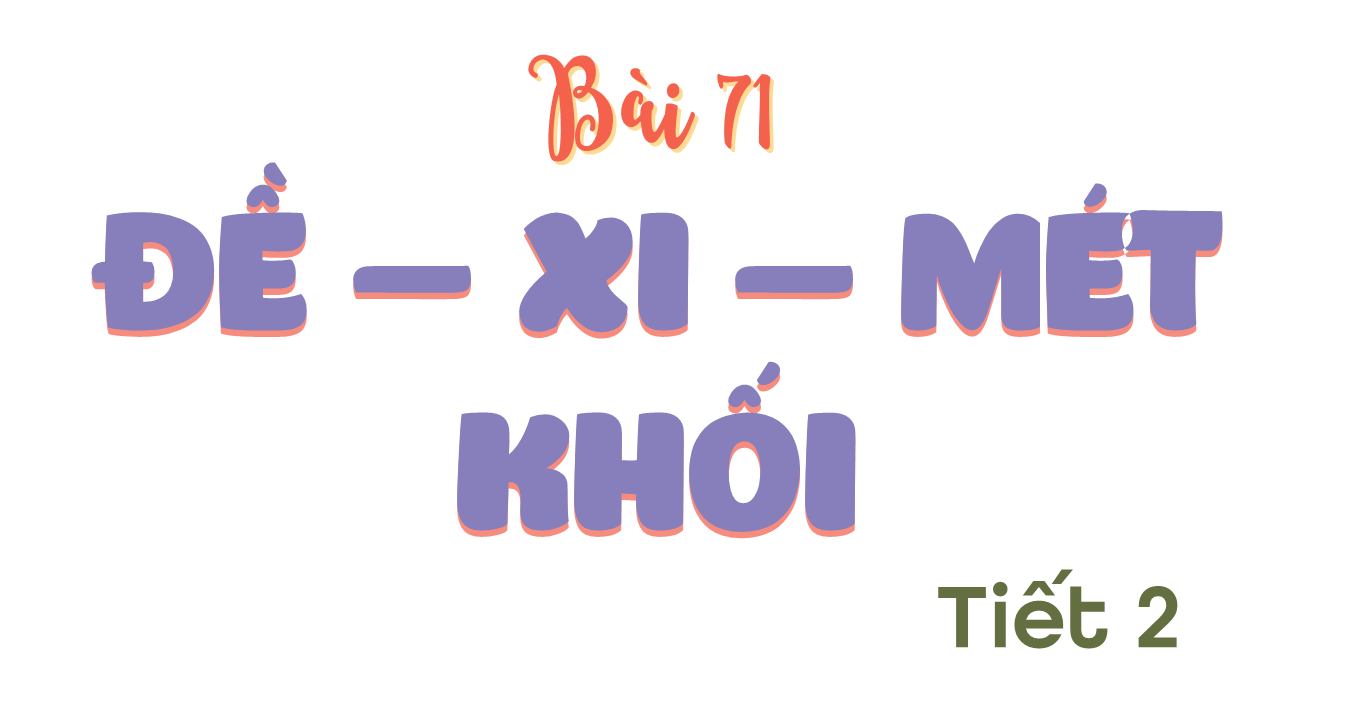 Bài 71
ĐỀ – XI – MÉT
KHỐI
Tiết 2